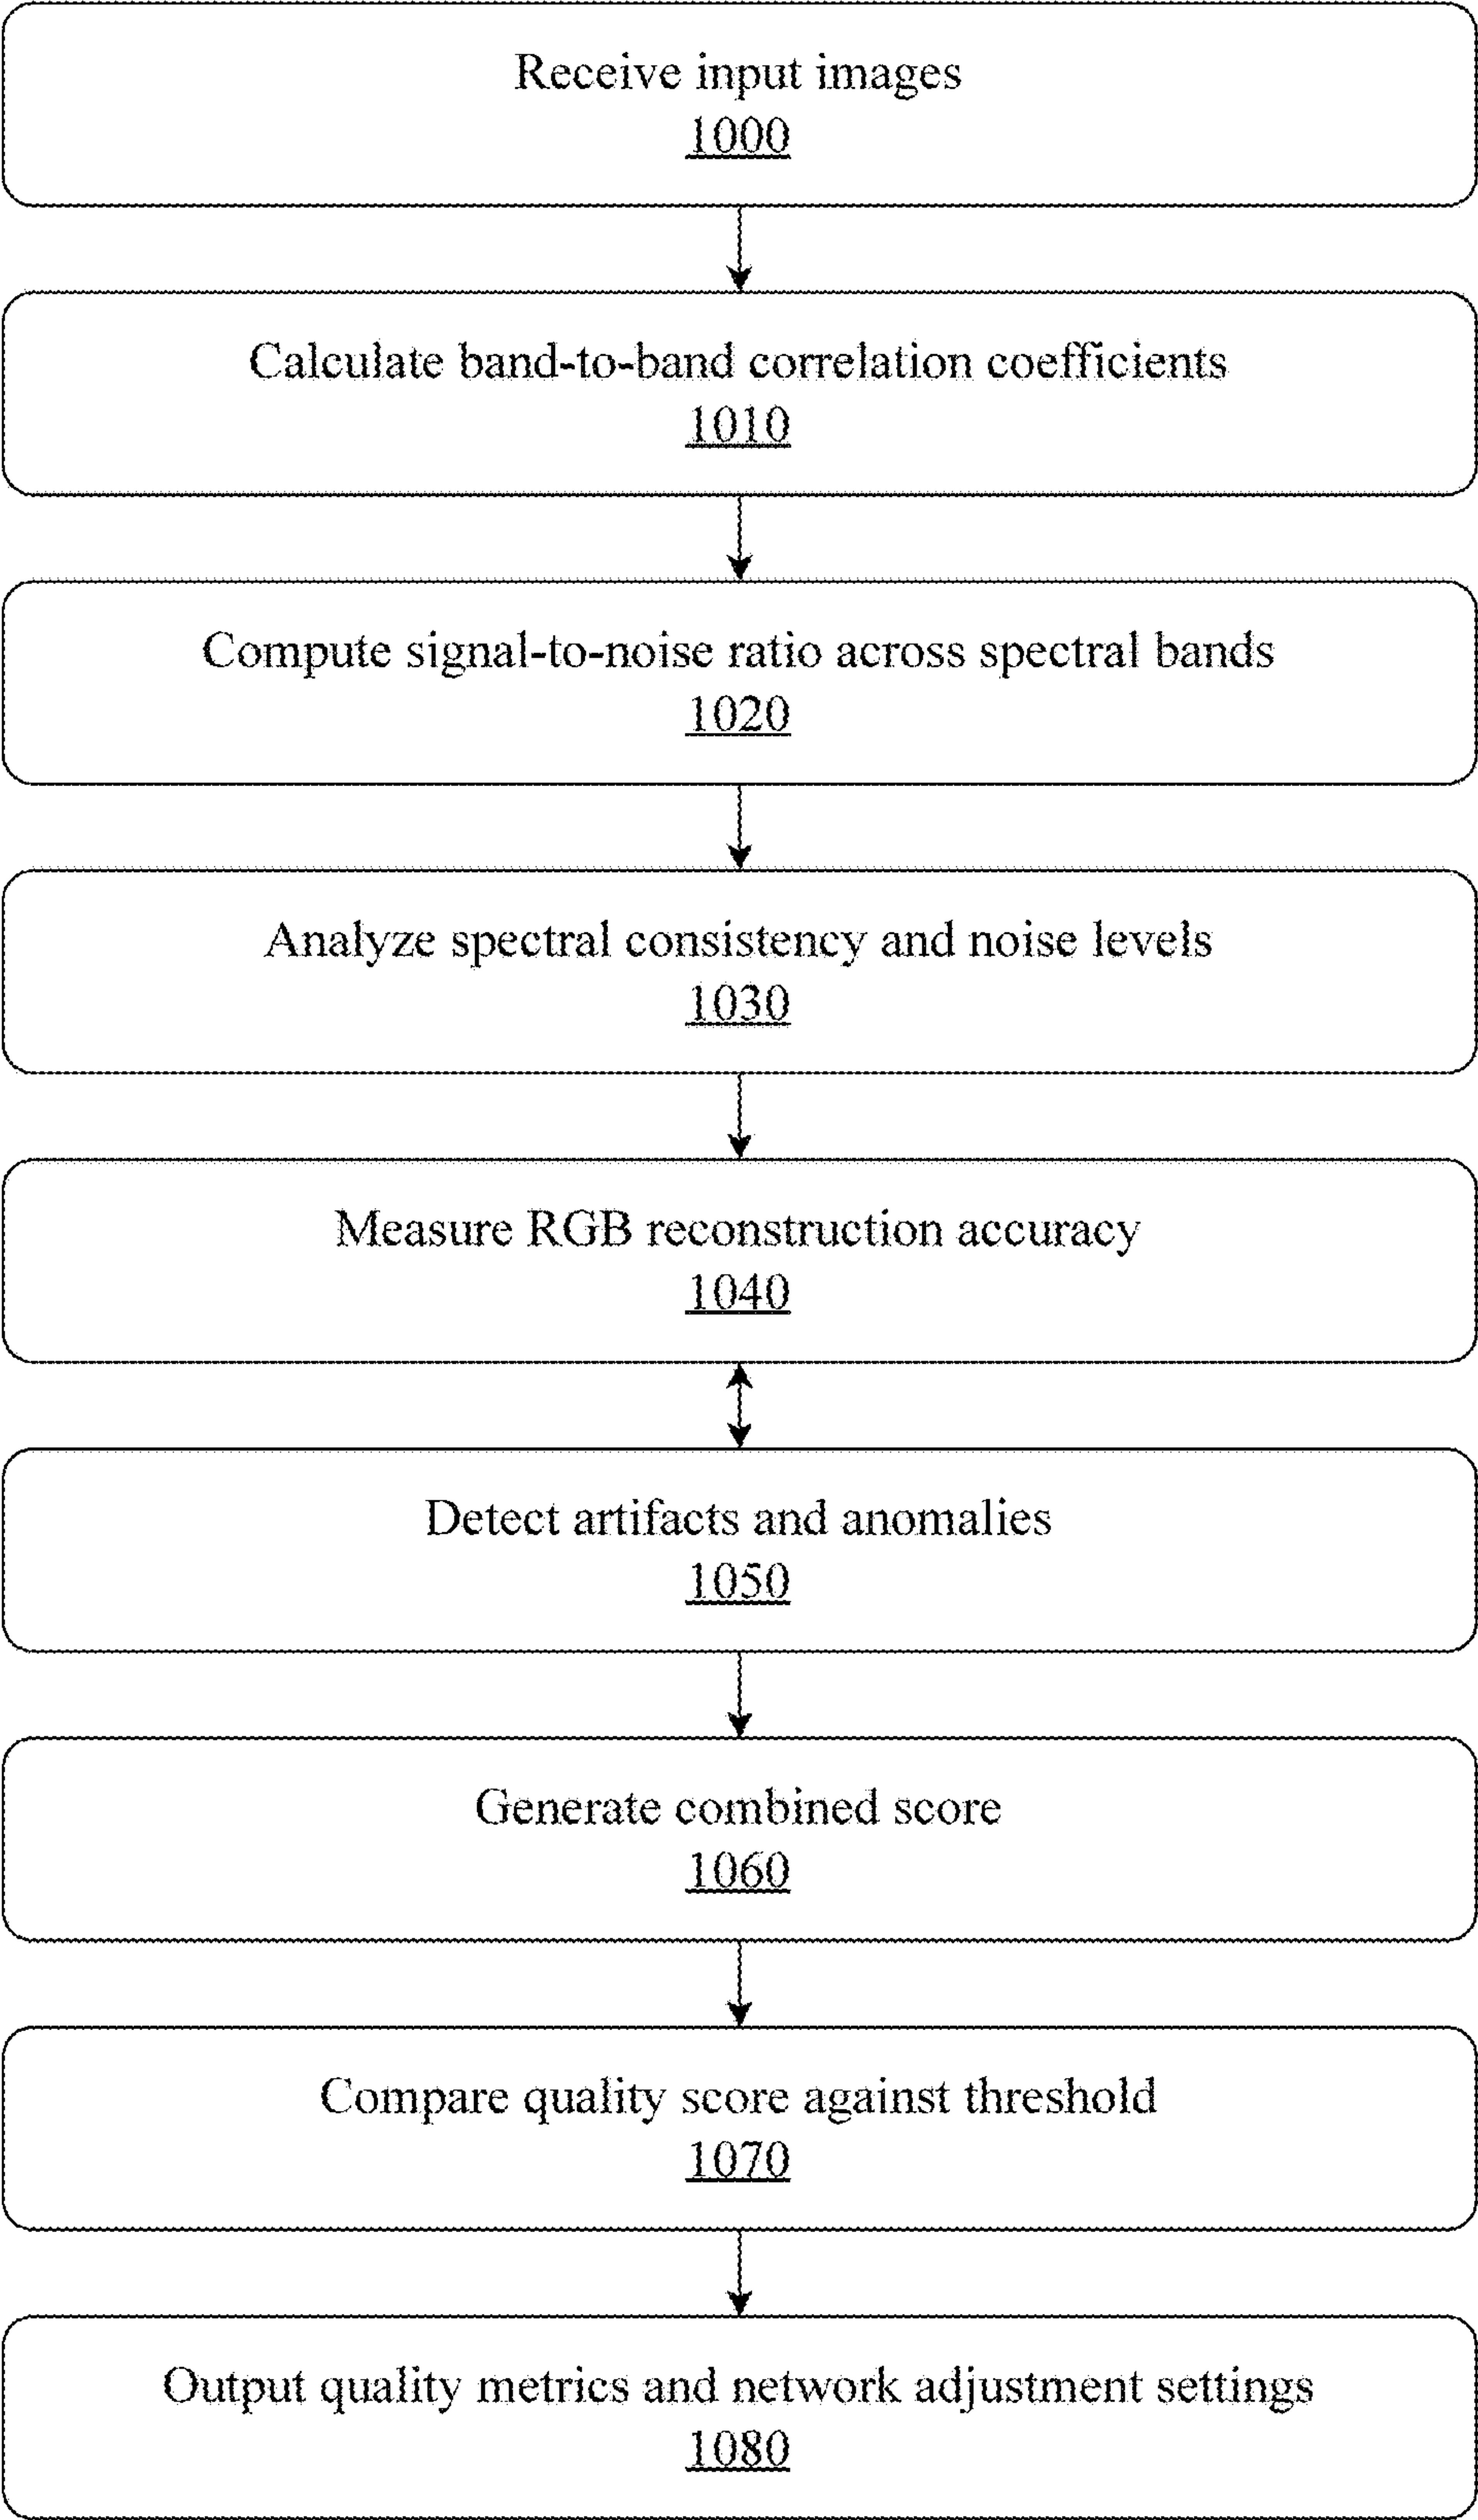 Receive input images
1000
Calculate band-to-band correlation coefficients
1010
Compute signal-to-noise ratio across spectral bands
1020
Analyze spectral consistency and noise levels
1030
Measure RGB reconstruction accuracy
1040
Detect artifacts and anomalies
1050
Generate combined score
1060
Compare quality score against threshold
1070
Output quality metrics and network adjustment settings
1080